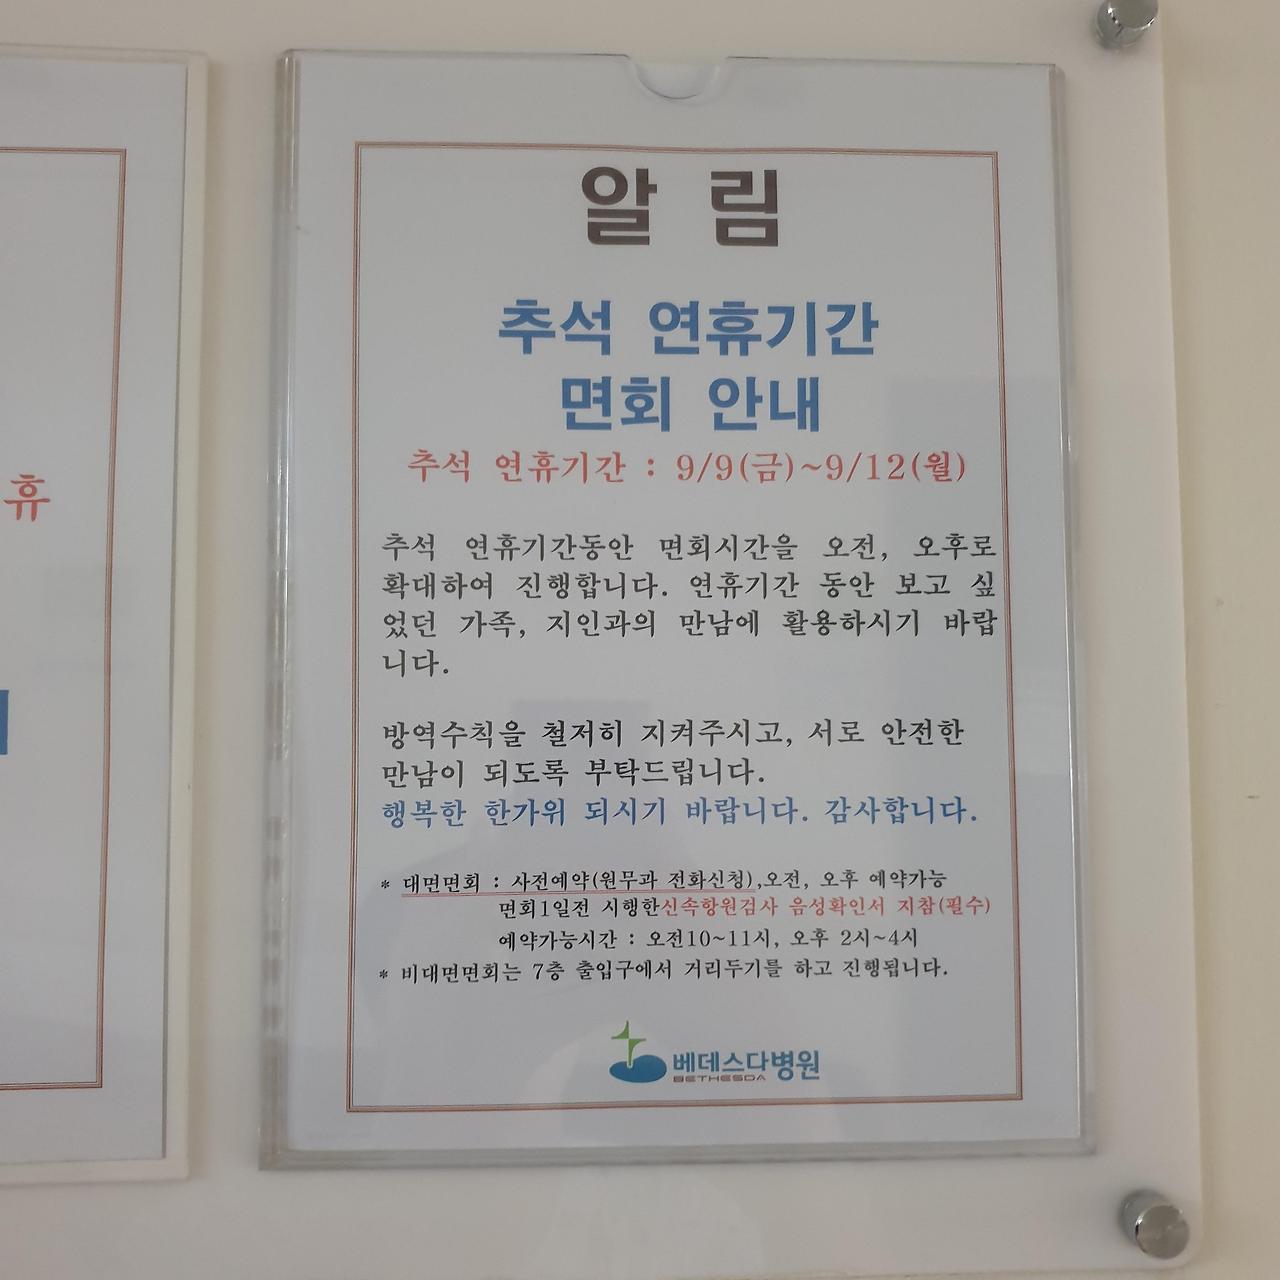 알 림
추석 연휴기간
면회 안내
추석 연휴기간 : 9/9(금)~9/12(월)
추석 연휴기간동안 면회시간을 오전, 오후로
확대하여 진행합니다. 연휴기간 동안 보고 싶
었던 가족, 지인과의 만남에 활용하시기 바랍
니다.
방역수칙을 철저히 지켜주시고, 서로 안전한
만남이 되도록 부탁드립니다.
행복한 한가위 되시기 바랍니다. 감사합니다.
* 대면면회 : 사전예약(원무과 전화신청),오전, 오후 예약가능
면회1일전 시행한신속항원검사 음성확인서 지참(필수)
예약가능시간 : 오전10~11시, 오후 2시~4시
* 비대면면회는 7층 출입구에서 거리두기를 하고 진행됩니다.
베데스다병원
BETHESDA
휴